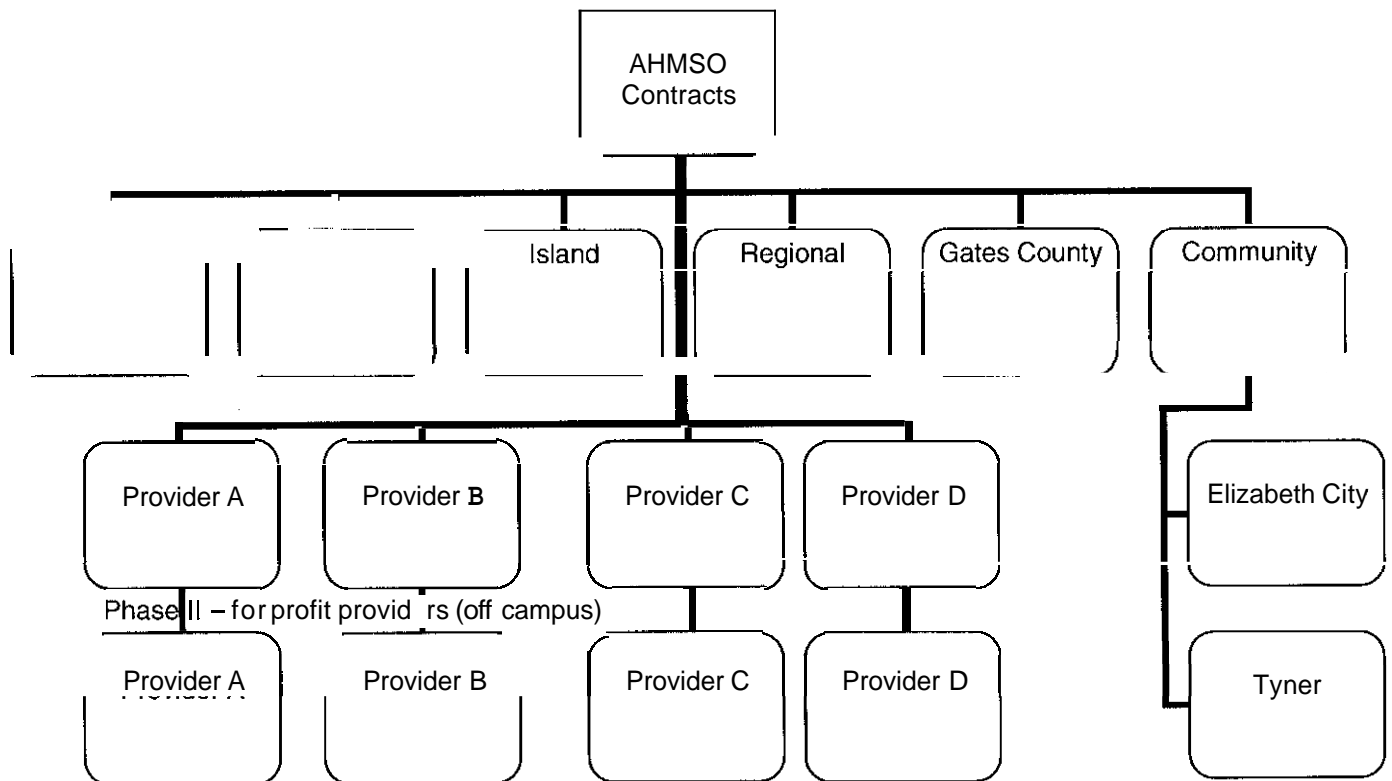 AHMSO
Contracts
Island
Regional
Gates County
Community
Provider A
Provider B
Provider C
Provider D
Elizabeth City
Phase II – for profit provid rs (off campus)
Provider A
Provider B
Provider C
Provider D
Tyner